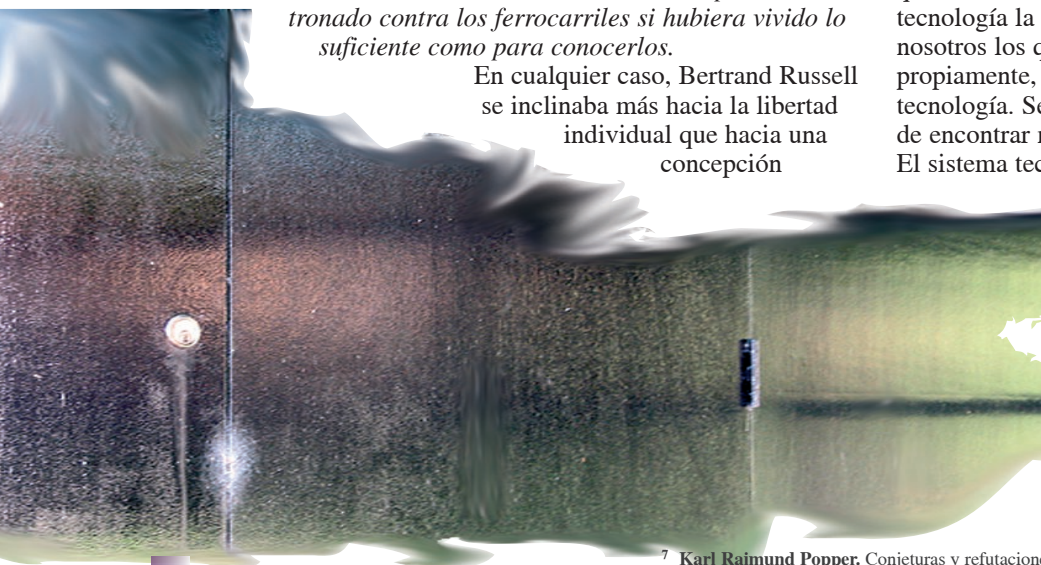 tronado contra los ferrocarriles si hubiera vivido lo
suficiente como para conocerlos.
En cualquier caso, Bertrand Russell
se inclinaba más hacia la libertad
individual que hacia una
concepción
tecnología la
nosotros los q
propiamente,
tecnología. Se
de encontrar
El sistema tec
7 Karl Raimund Popper. Conjeturas y refutacione